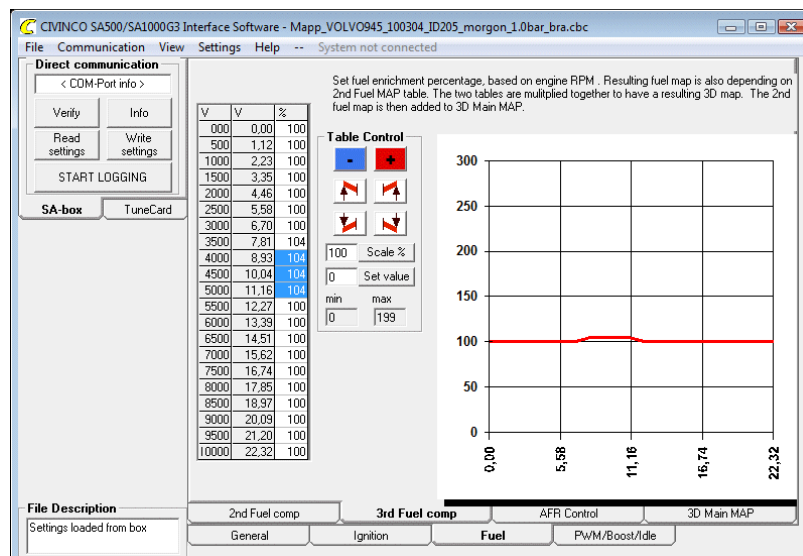 CIVINCO SA500/SA1000G3 Interface Software - Mapp_VOLVO945_100304_ID205_morgon_1.0bar_bra.cbc
File Communication View Settings Help -- System not connected
Direct communication
< COM-Port info >
Verify Info
Read settings Write settings
START LOGGING
SA-box TuneCard
Set fuel enrichment percentage, based on engine RPM . Resulting fuel map is also depending on
2nd Fuel MAP table. The two tables are mulitplied together to have a resulting 3D map. The 2nd
fuel map is then added to 3D Main MAP.
V V %
000 0,00 100
500 1,12 100
1000 2,23 100
1500 3,35 100
2000 4,46 100
2500 5,58 100
3000 6,70 100
3500 7,81 104
4000 8,93 104
4500 10,04 104
5000 11,16 104
5500 12,27 100
6000 13,39 100
6500 14,51 100
7000 15,62 100
7500 16,74 100
8000 17,85 100
8500 18,97 100
9000 20,09 100
9500 21,20 100
10000 22,32 100
Table Control
- +
100 Scale %
0 Set value
min max
0 199
300
250
200
150
100
50
0
0,00 5,58 11,16 16,74 22,32
2nd Fuel comp 3rd Fuel comp AFR Control 3D Main MAP
General Ignition Fuel PWM/Boost/Idle
File Description
Settings loaded from box